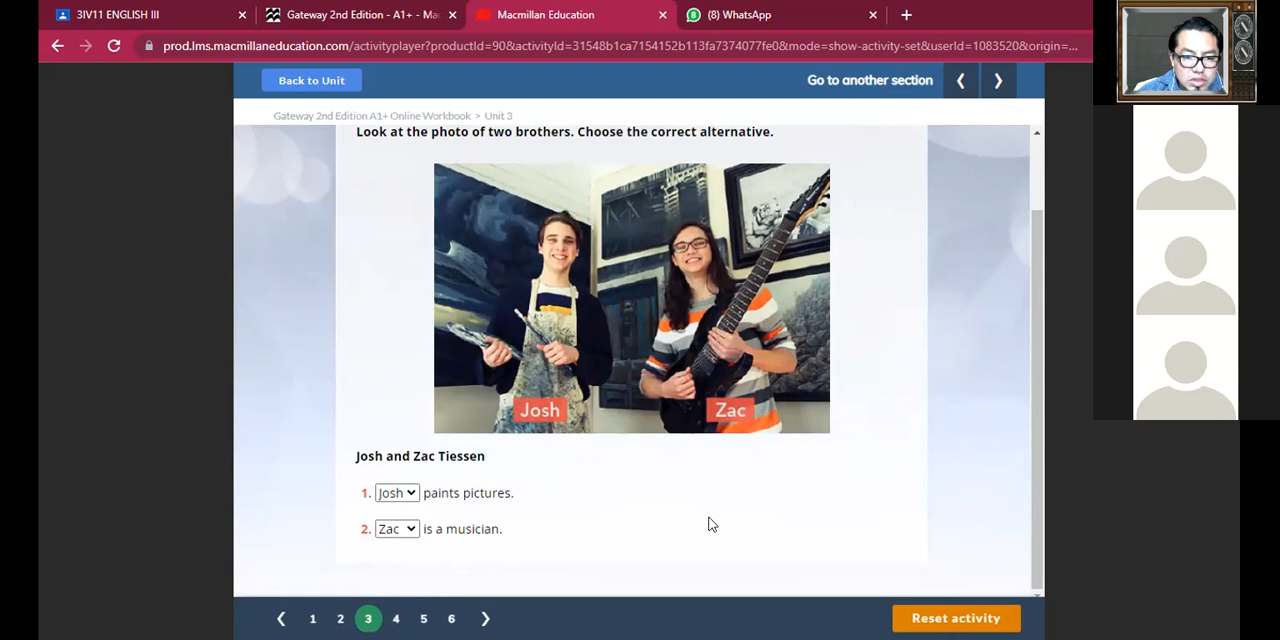 3IV11 ENGLISH III
Gateway 2nd Edition - A1+ - Mac
Macmillan Education
(8) WhatsApp
prod.lms.macmillaneducation.com/activityplayer?productId=90&activityId=31548b1ca7154152b113fa7374077fe0&mode=show-activity-set&userId=1083520&origin=...
Back to Unit
Go to another section
Gateway 2nd Edition A1+ Online Workbook > Unit 3
Look at the photo of two brothers. Choose the correct alternative.
Josh
Zac
Josh and Zac Tiessen
1. Josh paints pictures.
2. Zac is a musician.
1 2 3 4 5 6
Reset activity